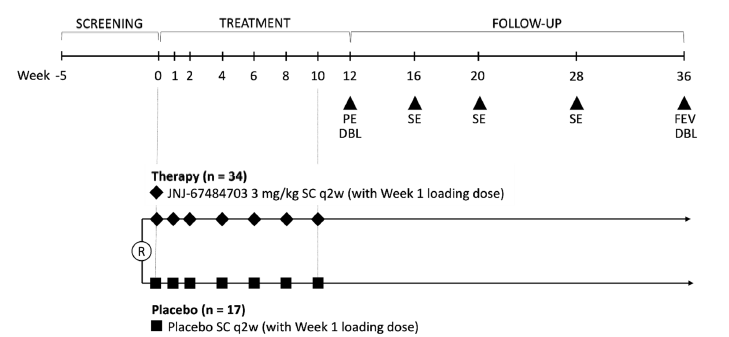 SCREENING TREATMENT FOLLOW-UP
Week -5 0 1 2 4 6 8 10 12 16 20 28 36
PE SE SE SE FEV
DBL DBL
Therapy (n = 34)
JNJ-67484703 3 mg/kg SC q2w (with Week 1 loading dose)
R
Placebo (n = 17)
Placebo SC q2w (with Week 1 loading dose)